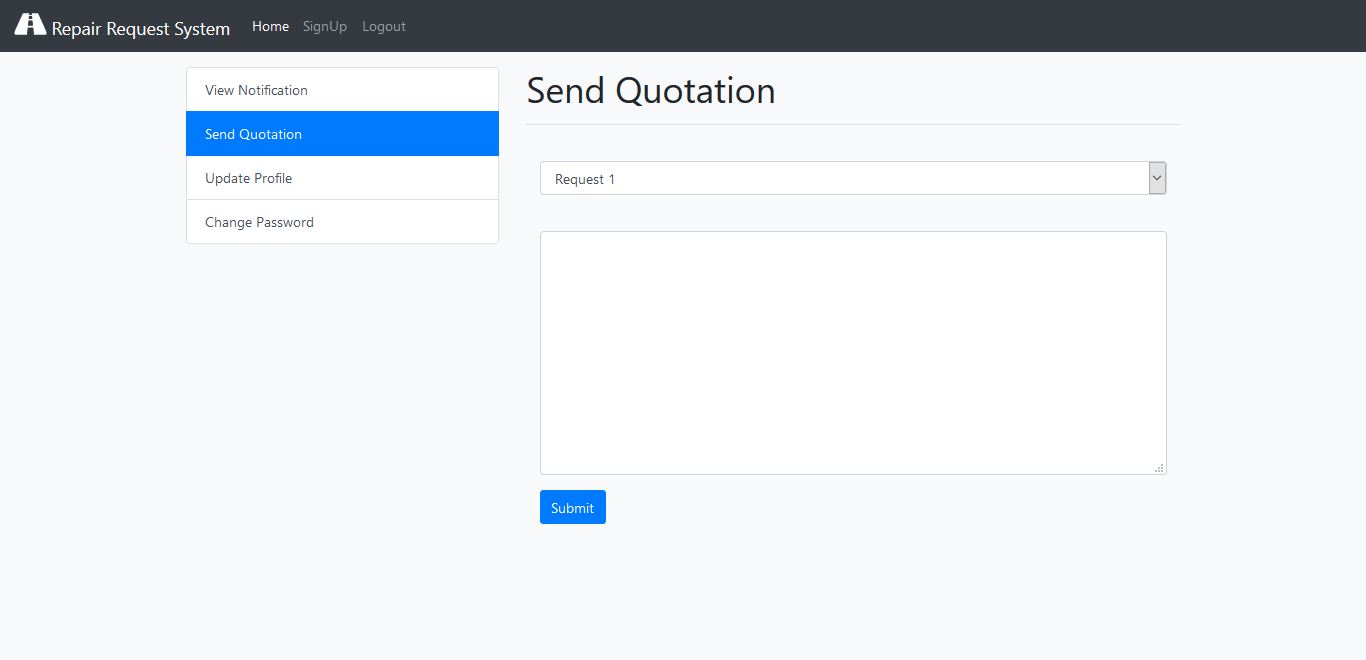 Repair Request System Home SignUp Logout
View Notification
Send Quotation
Update Profile
Change Password
Send Quotation
Request 1
Submit